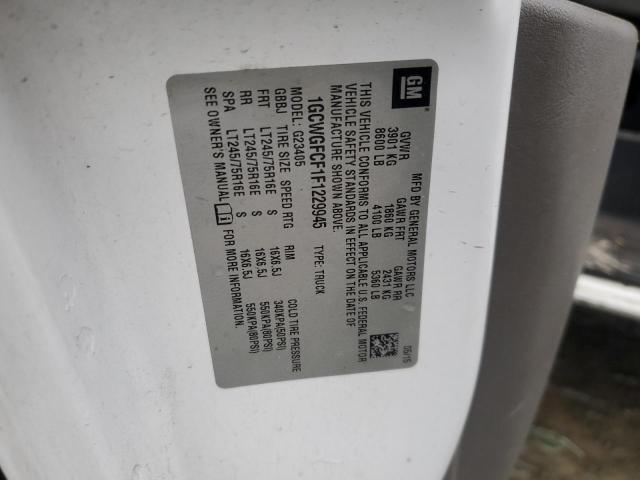 GM
MFD BY GENERAL MOTORS LLC 05/15
GVWR GAWR FRT GAWR RR
3901 KG 1860 KG 2431 KG
8600 LB 4100 LB 5360 LB
THIS VEHICLE CONFORMS TO ALL APPLICABLE U.S. FEDERAL MOTOR
VEHICLE SAFETY STANDARDS IN EFFECT ON THE DATE OF
MANUFACTURE SHOWN ABOVE.
1GCWGFCF1F1229945 TYPE: TRUCK
MODEL: G23405
GBBJ TIRE SIZE SPEED RTG RIM COLD TIRE PRESSURE
FRT LT245/75R16E S 16X6.5J 340KPA(50PSI)
RR LT245/75R16E S 16X6.5J 550KPA(80PSI)
SPA LT245/75R16E S 16X6.5J 550KPA(80PSI)
SEE OWNER'S MANUAL FOR MORE INFORMATION.